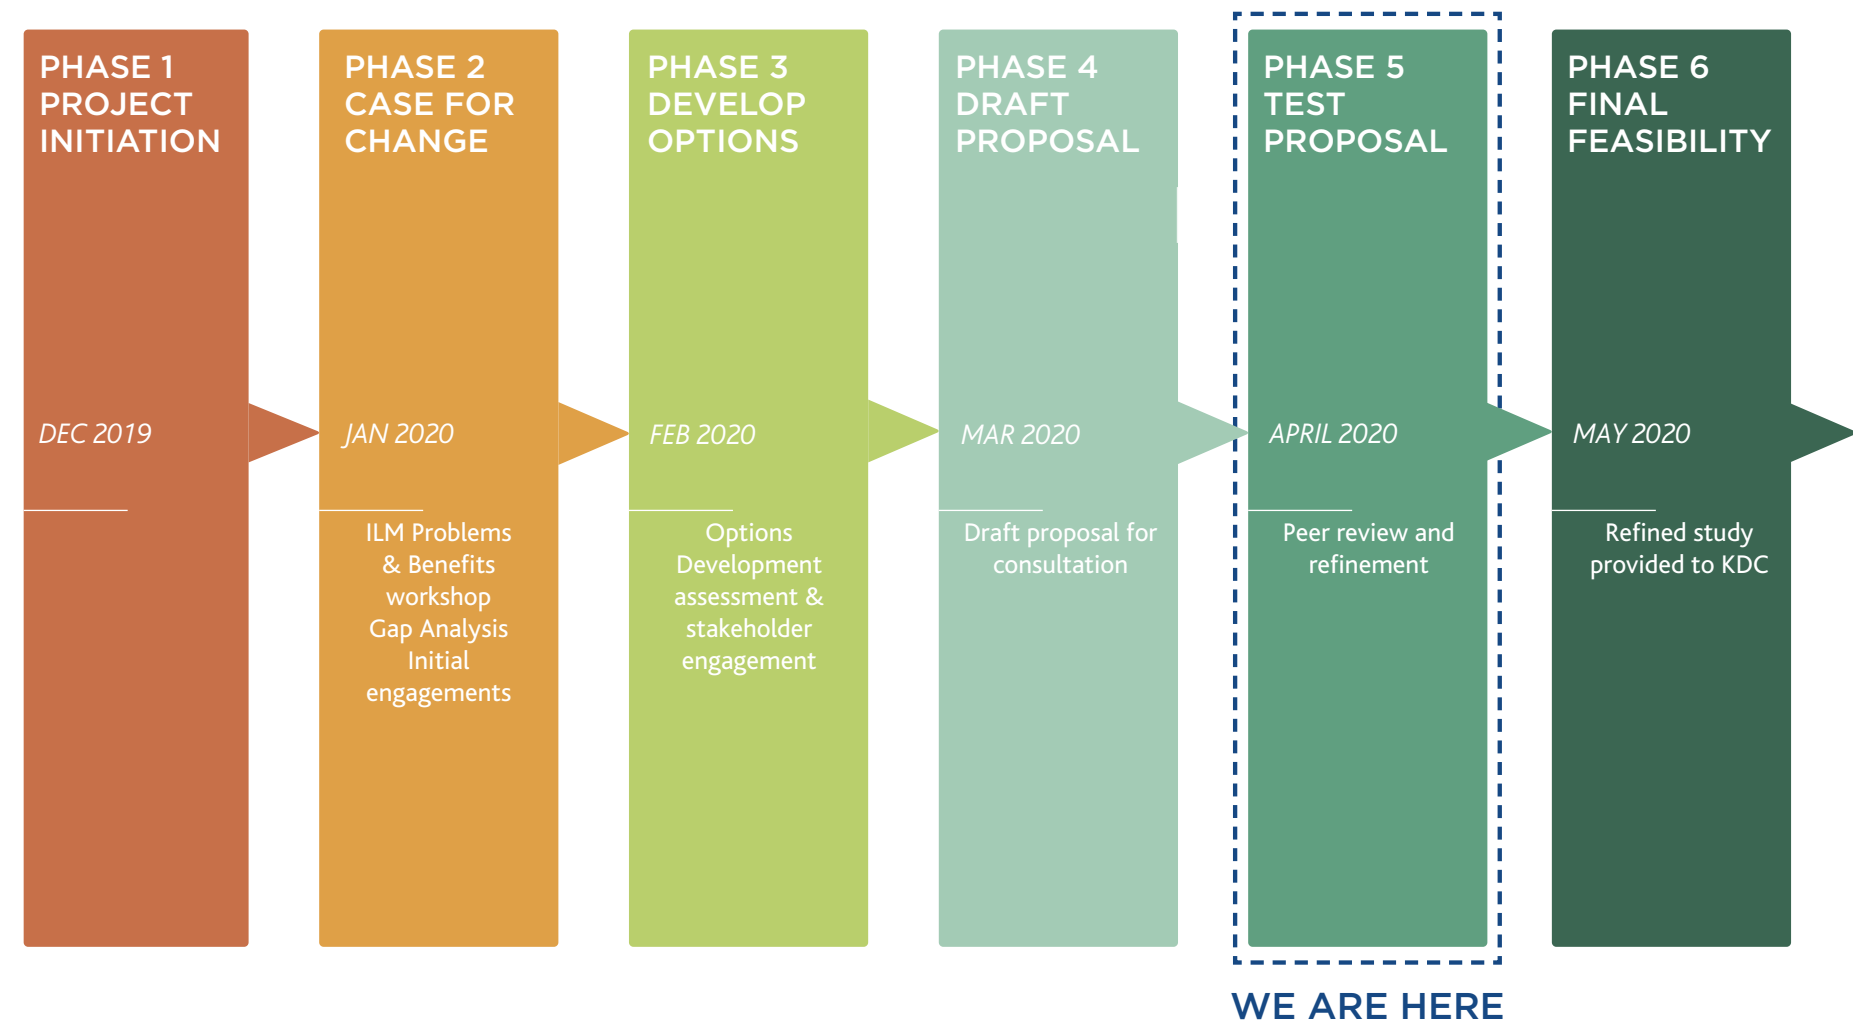 PHASE 1
PROJECT
INITIATION
DEC 2019
PHASE 2
CASE FOR
CHANGE
JAN 2020
ILM Problems
& Benefits
workshop
Gap Analysis
Initial
engagements
PHASE 3
DEVELOP
OPTIONS
FEB 2020
Options
Development
assessment &
stakeholder
engagement
PHASE 4
DRAFT
PROPOSAL
MAR 2020
Draft proposal for
consultation
PHASE 5
TEST
PROPOSAL
APRIL 2020
Peer review and
refinement
PHASE 6
FINAL
FEASIBILITY
MAY 2020
Refined study
provided to KDC
WE ARE HERE